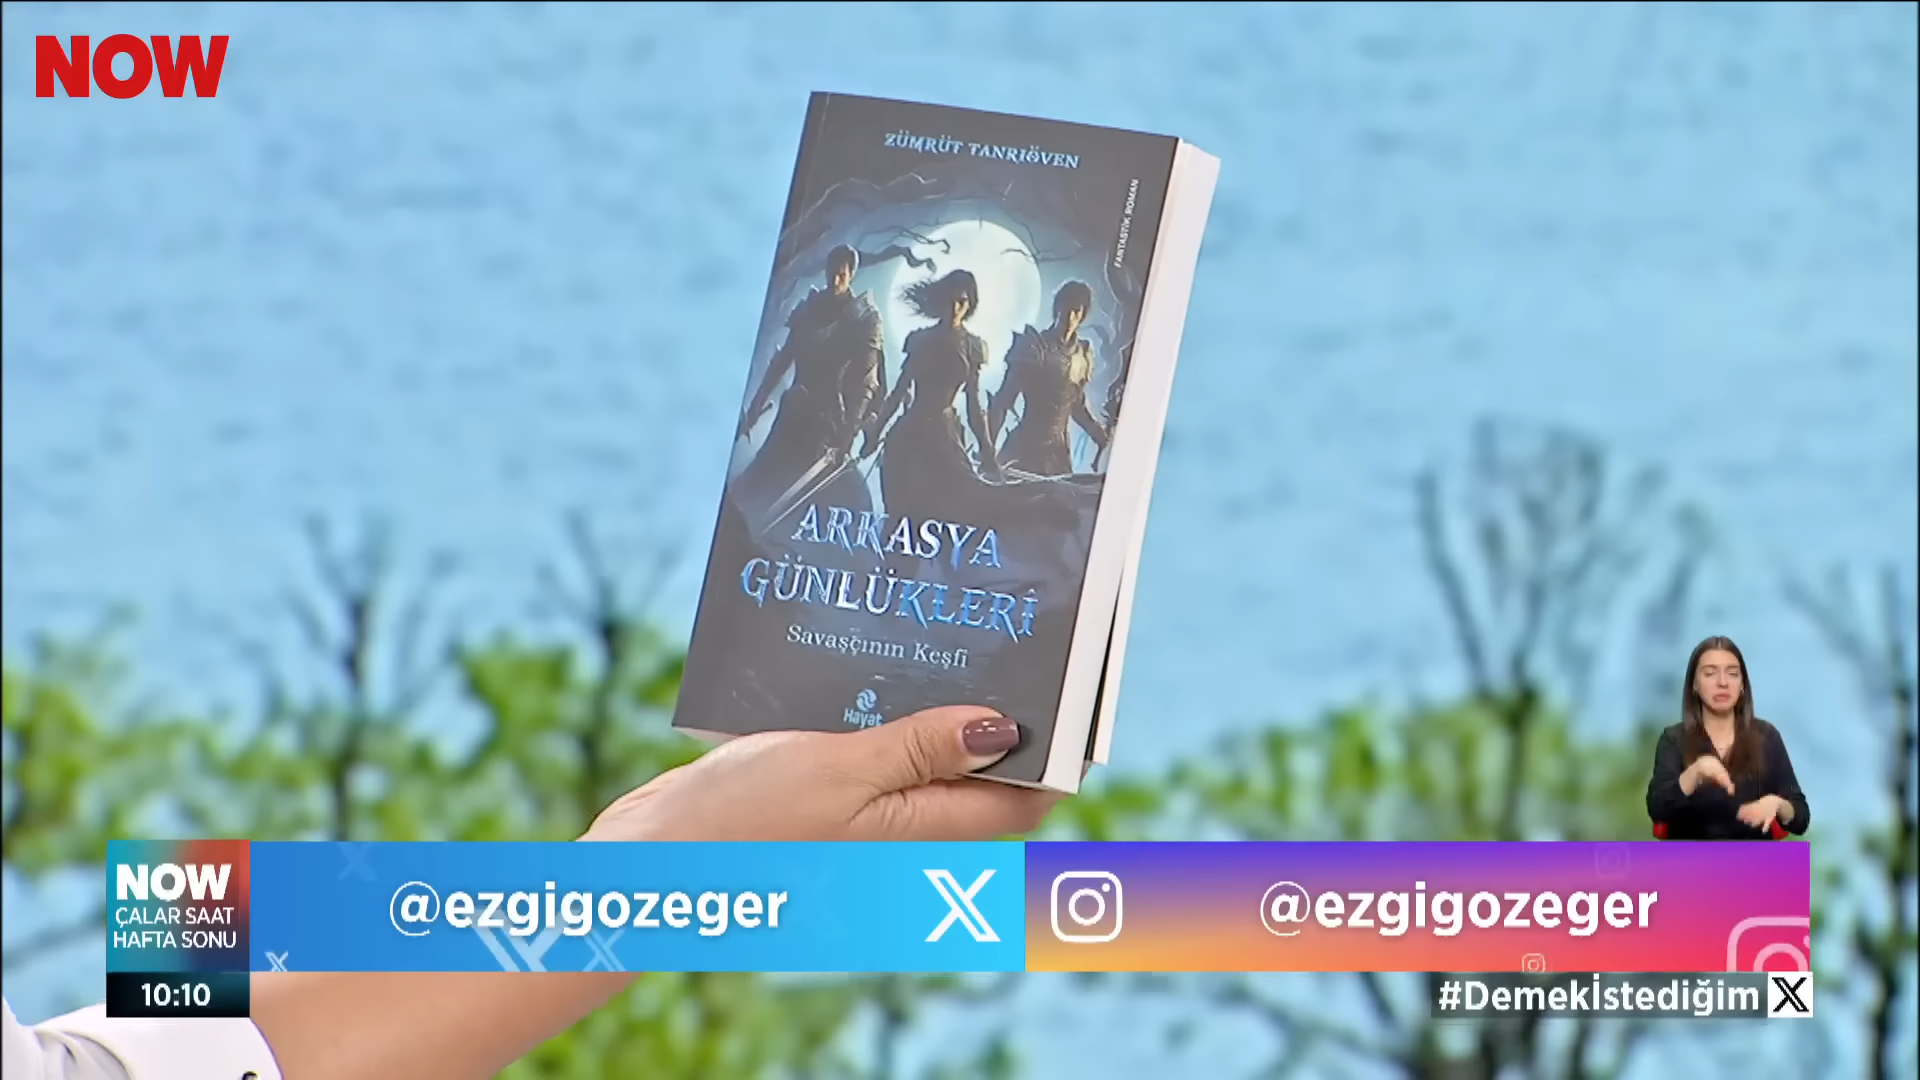 NOW
ZÜMRÜT TANRIÖVEN
FANTASTİK ROMAN
ARKASYA
GÜNLÜKLERİ
Savaşçının Keşfi
Hayat
NOW
ÇALAR SAAT
HAFTA SONU
10:10
@ezgigozeger
@ezgigozeger
#Demekİstediğim